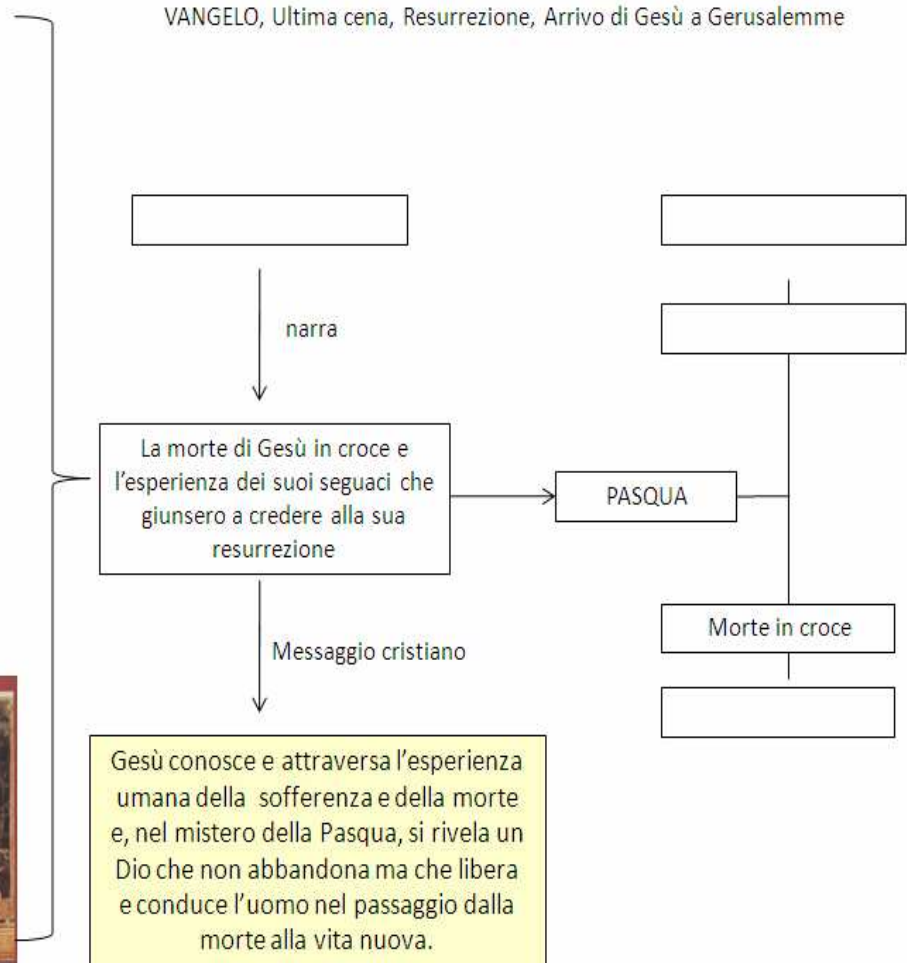 VANGELO, Ultima cena, Resurrezione, Arrivo di Gesù a Gerusalemme
narra
La morte di Gesù in croce e
l'esperienza dei suoi seguaci che
giunsero a credere alla sua
resurrezione
PASQUA
Morte in croce
Messaggio cristiano
Gesù conosce e attraversa l'esperienza
umana della sofferenza e della morte
e, nel mistero della Pasqua, si rivela un
Dio che non abbandona ma che libera
e conduce l'uomo nel passaggio dalla
morte alla vita nuova.